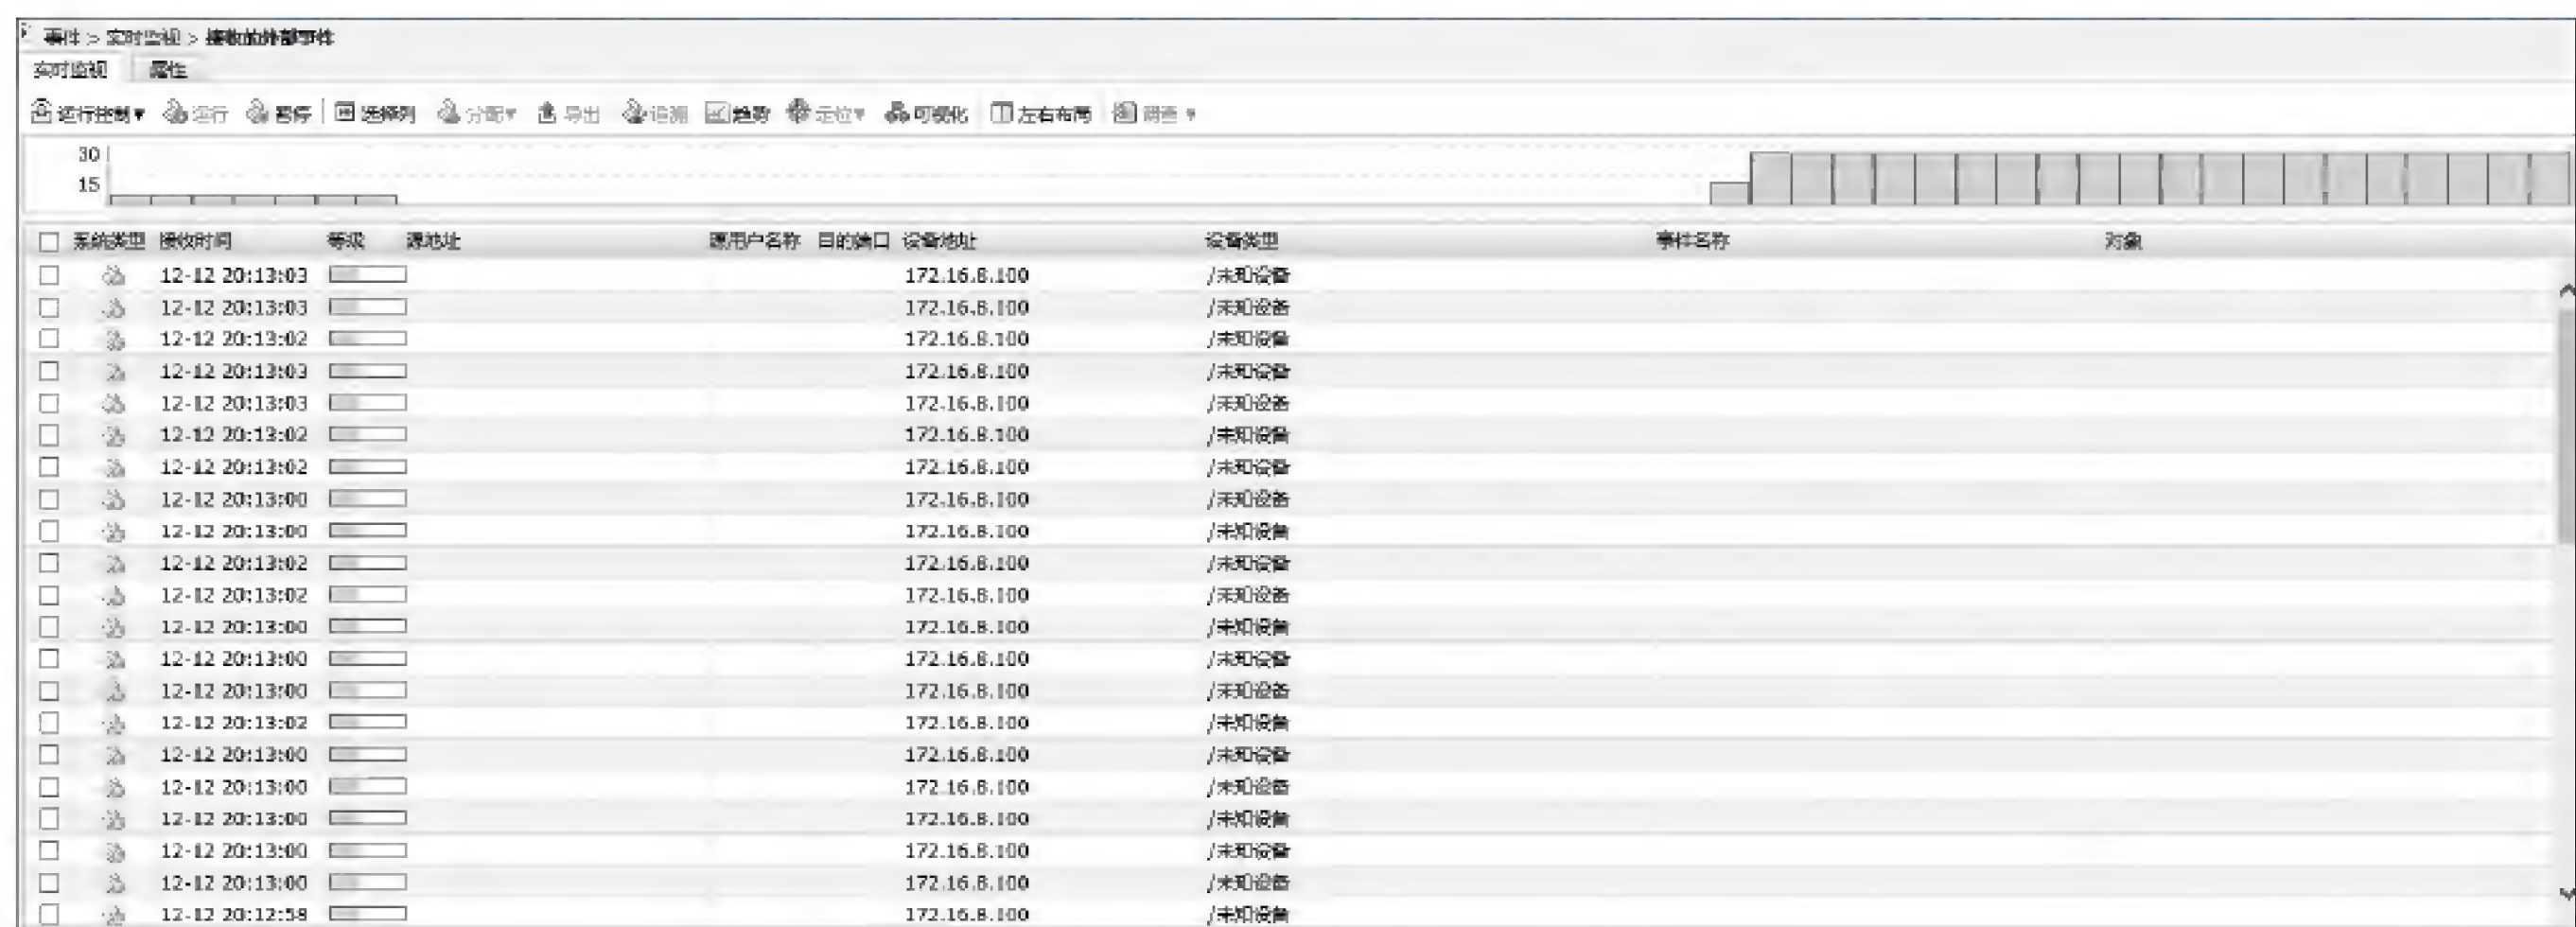 事件 > 实时监视 > 接收的外部事件
实时监视 属性
运行控制 运行 暂停 选择列 分配 导出 追溯 趋势 定位 可视化 左右布局 调查
30
15
系统类型 接收时间 等级 源地址 源用户名称 目的端口 设备地址 设备类型 事件名称 对象
12-12 20:13:03 172.16.8.100 /未知设备
12-12 20:13:03 172.16.8.100 /未知设备
12-12 20:13:02 172.16.8.100 /未知设备
12-12 20:13:03 172.16.8.100 /未知设备
12-12 20:13:03 172.16.8.100 /未知设备
12-12 20:13:02 172.16.8.100 /未知设备
12-12 20:13:02 172.16.8.100 /未知设备
12-12 20:13:00 172.16.8.100 /未知设备
12-12 20:13:00 172.16.8.100 /未知设备
12-12 20:13:02 172.16.8.100 /未知设备
12-12 20:13:02 172.16.8.100 /未知设备
12-12 20:13:00 172.16.8.100 /未知设备
12-12 20:13:00 172.16.8.100 /未知设备
12-12 20:13:00 172.16.8.100 /未知设备
12-12 20:13:02 172.16.8.100 /未知设备
12-12 20:13:00 172.16.8.100 /未知设备
12-12 20:13:00 172.16.8.100 /未知设备
12-12 20:13:00 172.16.8.100 /未知设备
12-12 20:13:00 172.16.8.100 /未知设备
12-12 20:13:00 172.16.8.100 /未知设备
12-12 20:12:58 172.16.8.100 /未知设备